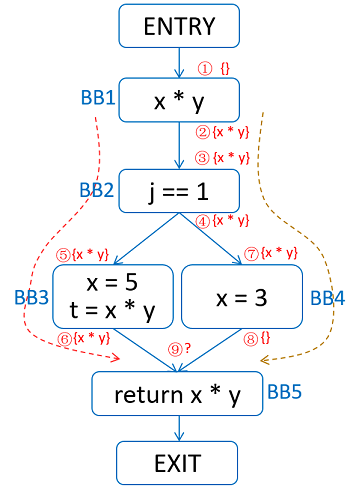 ENTRY
① {}
BB1
x * y
②{x * y}
③{x * y}
BB2
j == 1
④{x * y}
⑤{x * y}
⑦{x * y}
BB3
x = 5
t = x * y
x = 3
BB4
⑥{x * y}
⑨?
⑧{}
return x * y
BB5
EXIT